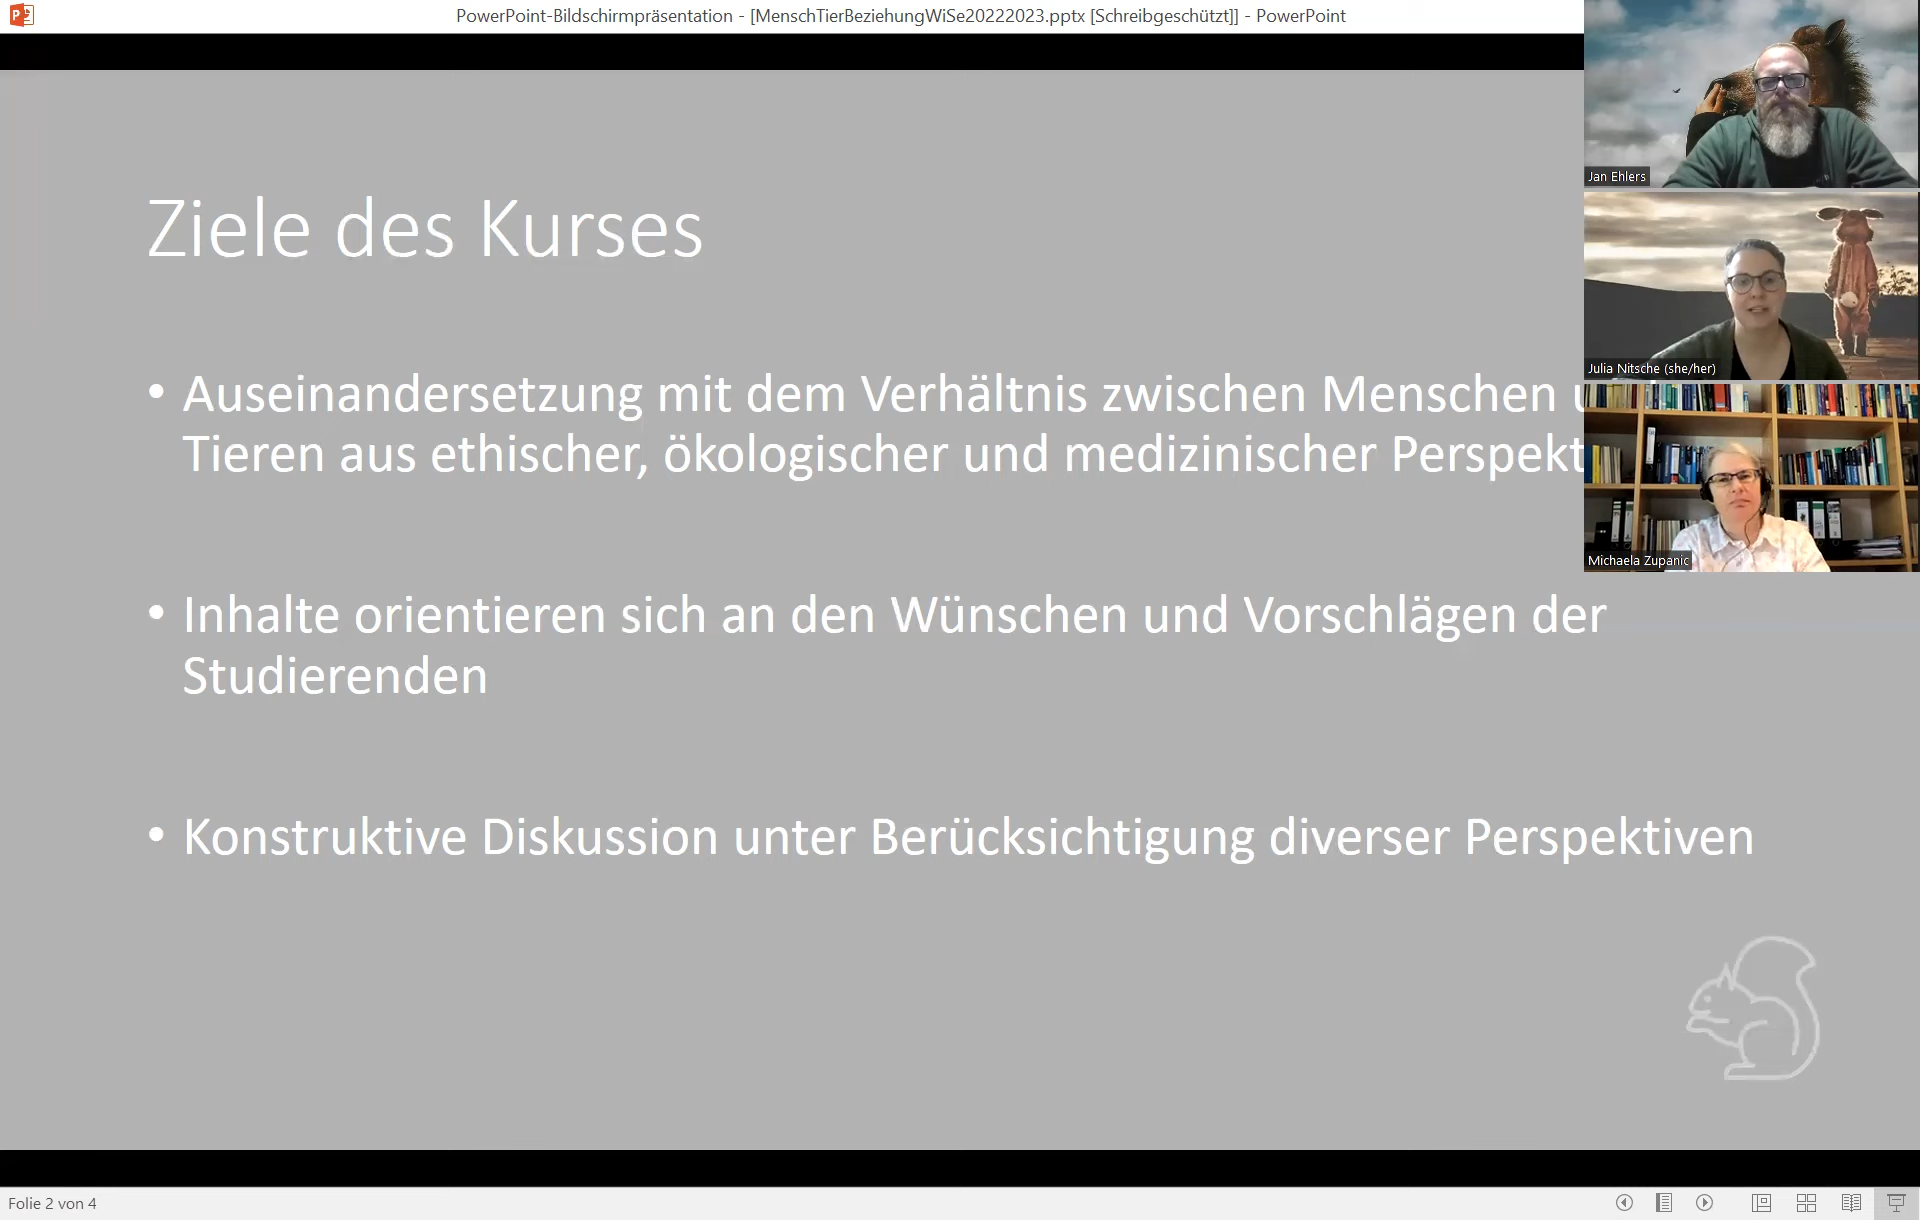 PowerPoint-Bildschirmpräsentation - [MenschTierBeziehungWiSe20222023.pptx [Schreibgeschützt]] - PowerPoint
Jan Ehlers
Julia Nitsche (she/her)
Michaela Zupanic
Ziele des Kurses
• Auseinandersetzung mit dem Verhältnis zwischen Menschen
Tieren aus ethischer, ökologischer und medizinischer
• Inhalte orientieren sich an den Wünschen und Vorschlägen der
Studierenden
• Konstruktive Diskussion unter Berücksichtigung diverser Perspektiven
Folie 2 von 4